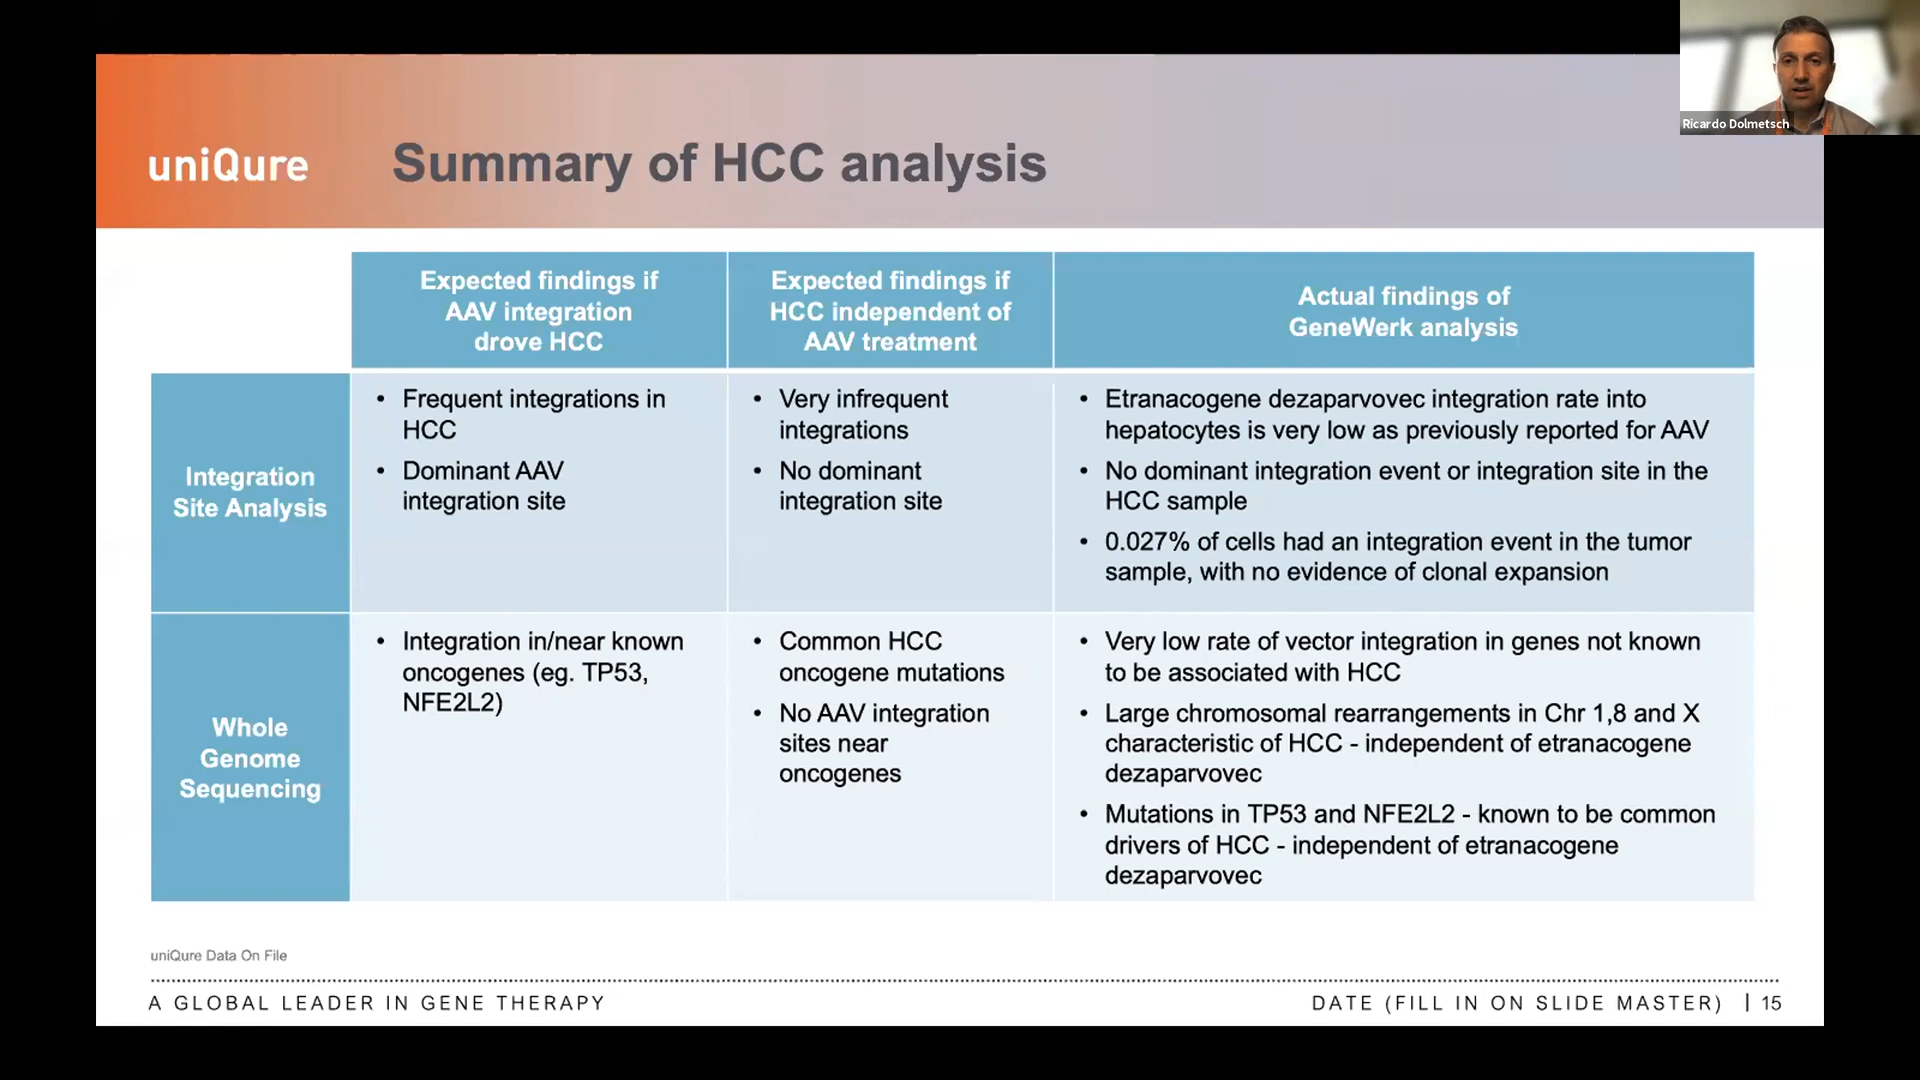 Ricardo Dolmetsch
uniQure
Summary of HCC analysis
Expected findings if
AAV integration
drove HCC
Expected findings if
HCC independent of
AAV treatment
Actual findings of
GeneWerk analysis
Integration
Site Analysis
• Frequent integrations in
HCC
• Dominant AAV
integration site
• Very infrequent
integrations
• No dominant
integration site
• Etranacogene dezaparvovec integration rate into
hepatocytes is very low as previously reported for AAV
• No dominant integration event or integration site in the
HCC sample
• 0.027% of cells had an integration event in the tumor
sample, with no evidence of clonal expansion
Whole
Genome
Sequencing
• Integration in/near known
oncogenes (eg. TP53,
NFE2L2)
• Common HCC
oncogene mutations
• No AAV integration
sites near
oncogenes
• Very low rate of vector integration in genes not known
to be associated with HCC
• Large chromosomal rearrangements in Chr 1,8 and X
characteristic of HCC - independent of etranacogene
dezaparvovec
• Mutations in TP53 and NFE2L2 - known to be common
drivers of HCC - independent of etranacogene
dezaparvovec
uniQure Data On File
A GLOBAL LEADER IN GENE THERAPY
DATE (FILL IN ON SLIDE MASTER) | 15